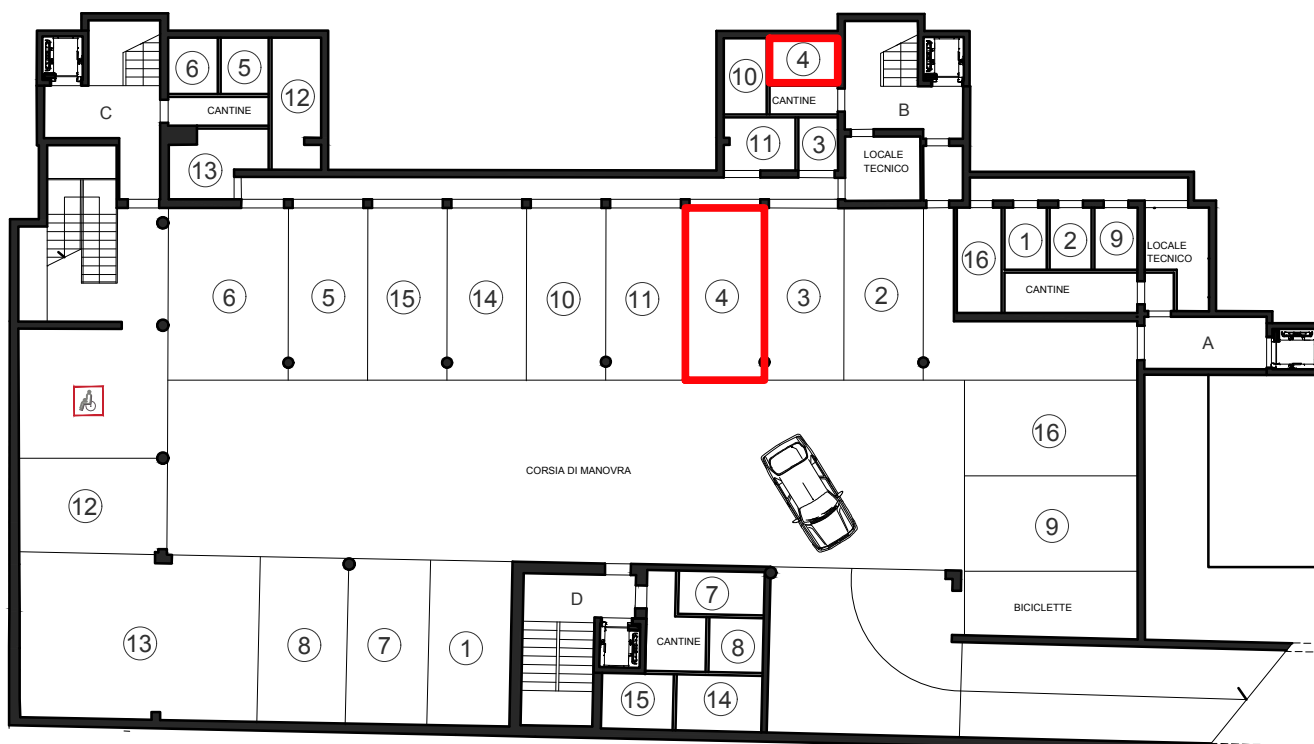 6
5
12
C
CANTINE
13
4
10
CANTINE
B
11
3
LOCALE
TECNICO
16
1
2
9
LOCALE
TECNICO
CANTINE
A
6
5
15
14
10
11
4
3
2
16
12
CORSIA DI MANOVRA
9
BICICLETTE
13
8
7
1
D
7
CANTINE
8
15
14